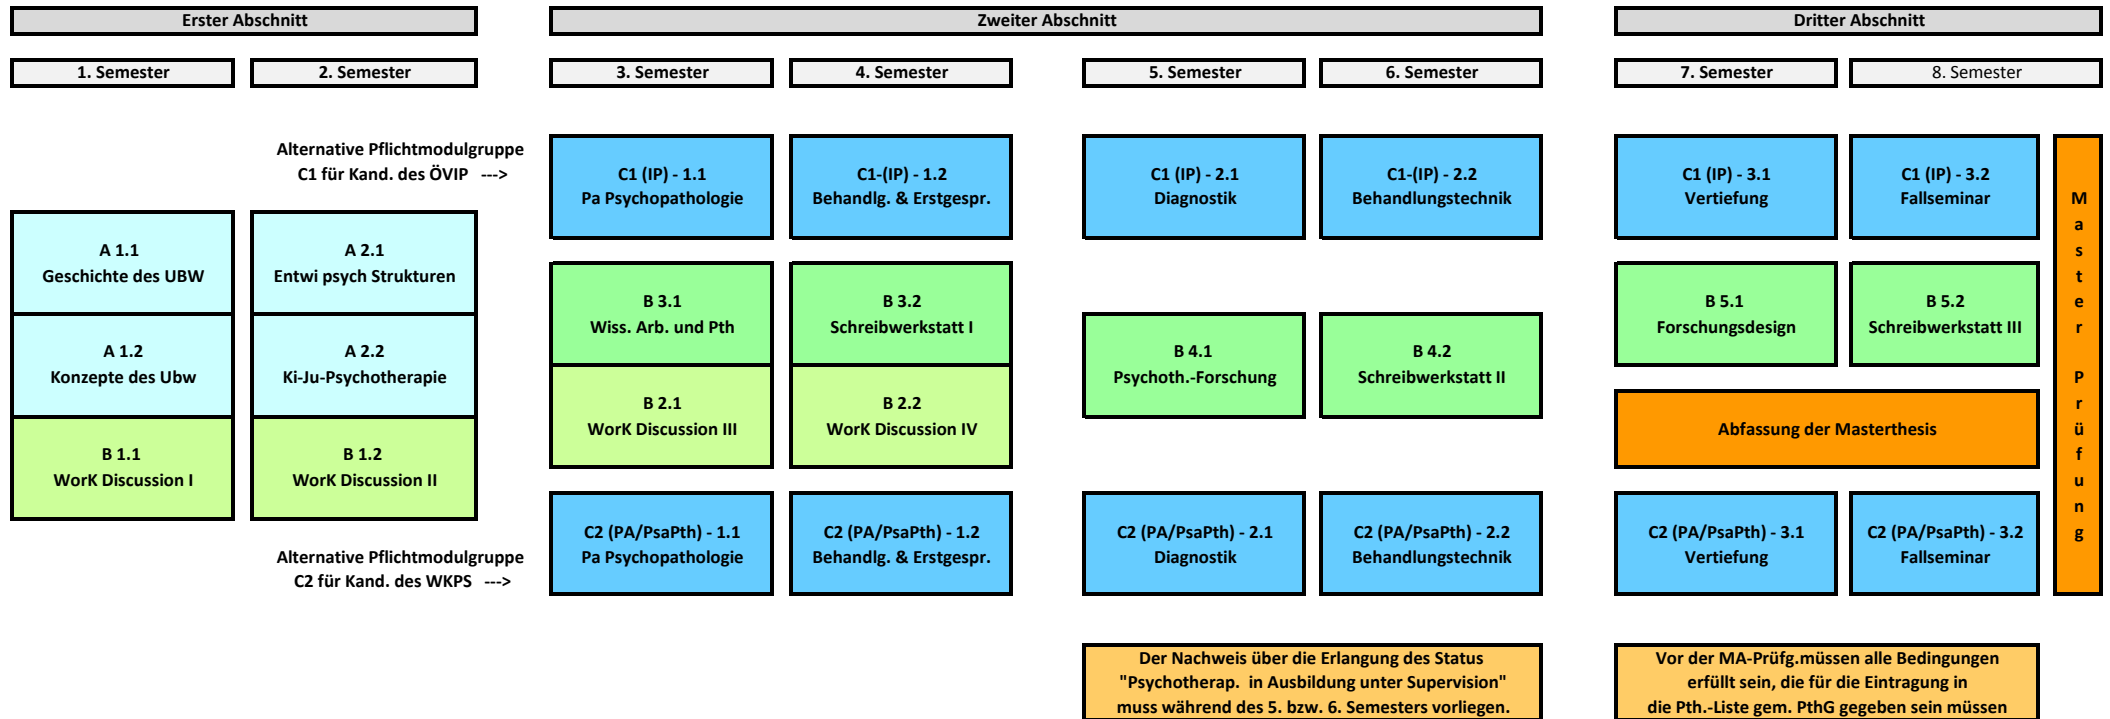 Erster Abschnitt
Zweiter Abschnitt
Dritter Abschnitt
1. Semester
2. Semester
3. Semester
4. Semester
5. Semester
6. Semester
7. Semester
8. Semester
Alternative Pflichtmodulgruppe
C1 für Kand. des ÖVIP --->
C1 (IP) - 1.1
Pa Psychopathologie
C1-(IP) - 1.2
Behandlg. & Erstgespr.
C1 (IP) - 2.1
Diagnostik
C1-(IP) - 2.2
Behandlungstechnik
C1 (IP) - 3.1
Vertiefung
C1 (IP) - 3.2
Fallseminar
A 1.1
Geschichte des UBW
A 2.1
Entwi psych Strukturen
B 3.1
Wiss. Arb. und Pth
B 3.2
Schreibwerkstatt I
B 5.1
Forschungsdesign
B 5.2
Schreibwerkstatt III
A 1.2
Konzepte des Ubw
A 2.2
Ki-Ju-Psychotherapie
B 4.1
Psychoth.-Forschung
B 4.2
Schreibwerkstatt II
B 2.1
WorK Discussion III
B 2.2
WorK Discussion IV
Abfassung der Masterthesis
B 1.1
WorK Discussion I
B 1.2
WorK Discussion II
Alternative Pflichtmodulgruppe
C2 für Kand. des WKPS --->
C2 (PA/PsaPth) - 1.1
Pa Psychopathologie
C2 (PA/PsaPth) - 1.2
Behandlg. & Erstgespr.
C2 (PA/PsaPth) - 2.1
Diagnostik
C2 (PA/PsaPth) - 2.2
Behandlungstechnik
C2 (PA/PsaPth) - 3.1
Vertiefung
C2 (PA/PsaPth) - 3.2
Fallseminar
Master Prüfung
Der Nachweis über die Erlangung des Status
"Psychotherap. in Ausbildung unter Supervision"
muss während des 5. bzw. 6. Semesters vorliegen.
Vor der MA-Prüfg.müssen alle Bedingungen
erfüllt sein, die für die Eintragung in
die Pth.-Liste gem. PthG gegeben sein müssen